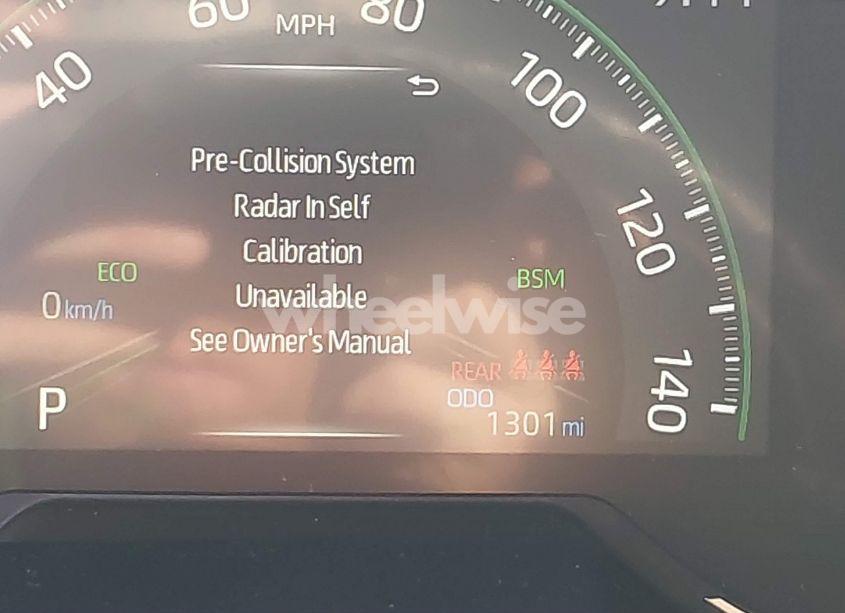 60 MPH 80
40
100
Pre-Collision System
Radar In Self
Calibration
Unavailable
See Owner's Manual
120
ECO
BSM
0 km/h
wheelwise
REAR
140
ODO
P
1301 mi